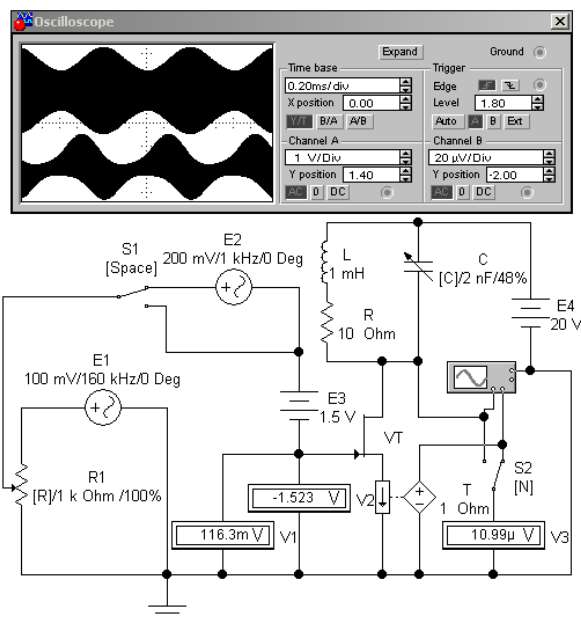 Oscilloscope
Expand
Ground
Time base
0.20ms/div
X position 0.00
Y/T B/A A/B
Trigger
Edge
Level 1.80
Auto A B Ext
Channel A
1 V/Div
Y position 1.40
AC 0 DC
Channel B
20 µV/Div
Y position -2.00
AC 0 DC
S1
[Space]
E2
200 mV/1 kHz/0 Deg
L
1 mH
C
[C]/2 nF/48%
E4
20 V
R
10 Ohm
E1
100 mV/160 kHz/0 Deg
E3
1.5 V
VT
R1
[R]/1 k Ohm /100%
S2
[N]
-1.523 V
V2
T
1 Ohm
116.3m V
V1
10.99µ V
V3